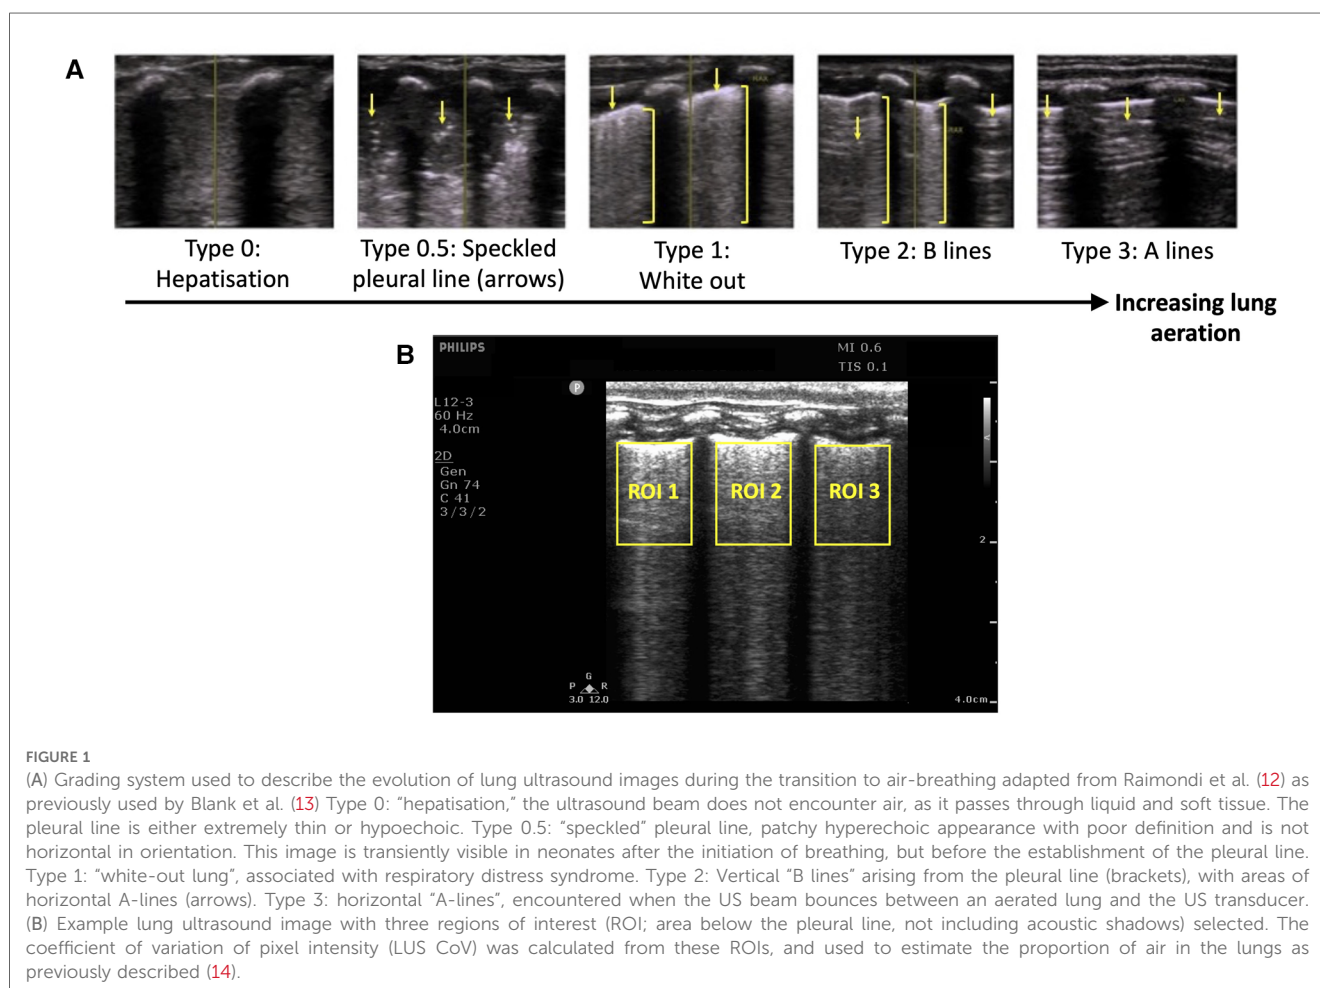 A
MAX
MAX
Type 0:
Hepatisation
Type 0.5: Speckled
pleural line (arrows)
Type 1:
White out
Type 2: B lines
Type 3: A lines
Increasing lung
aeration
B
PHILIPS
MI 0.6
TIS 0.1
P
L12-3
60 Hz
4.0cm
2D
Gen
Gn 74
C 41
3/3/2
ROI 1
ROI 2
ROI 3
2
G
P R
3.0 12.0
4.0cm
FIGURE 1
(A) Grading system used to describe the evolution of lung ultrasound images during the transition to air-breathing adapted from Raimondi et al. (12) as
previously used by Blank et al. (13) Type 0: “hepatisation,” the ultrasound beam does not encounter air, as it passes through liquid and soft tissue. The
pleural line is either extremely thin or hypoechoic. Type 0.5: “speckled” pleural line, patchy hyperechoic appearance with poor definition and is not
horizontal in orientation. This image is transiently visible in neonates after the initiation of breathing, but before the establishment of the pleural line.
Type 1: “white-out lung”, associated with respiratory distress syndrome. Type 2: Vertical “B lines” arising from the pleural line (brackets), with areas of
horizontal A-lines (arrows). Type 3: horizontal “A-lines”, encountered when the US beam bounces between an aerated lung and the US transducer.
(B) Example lung ultrasound image with three regions of interest (ROI; area below the pleural line, not including acoustic shadows) selected. The
coefficient of variation of pixel intensity (LUS CoV) was calculated from these ROIs, and used to estimate the proportion of air in the lungs as
previously described (14).